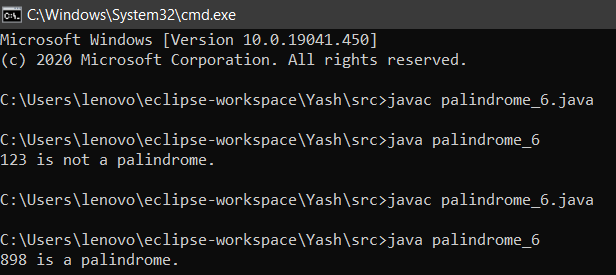 C:\Windows\System32\cmd.exe
Microsoft Windows [Version 10.0.19041.450]
(c) 2020 Microsoft Corporation. All rights reserved.
C:\Users\lenovo\eclipse-workspace\Yash\src>javac palindrome_6.java
C:\Users\lenovo\eclipse-workspace\Yash\src>java palindrome_6
123 is not a palindrome.
C:\Users\lenovo\eclipse-workspace\Yash\src>javac palindrome_6.java
C:\Users\lenovo\eclipse-workspace\Yash\src>java palindrome_6
898 is a palindrome.